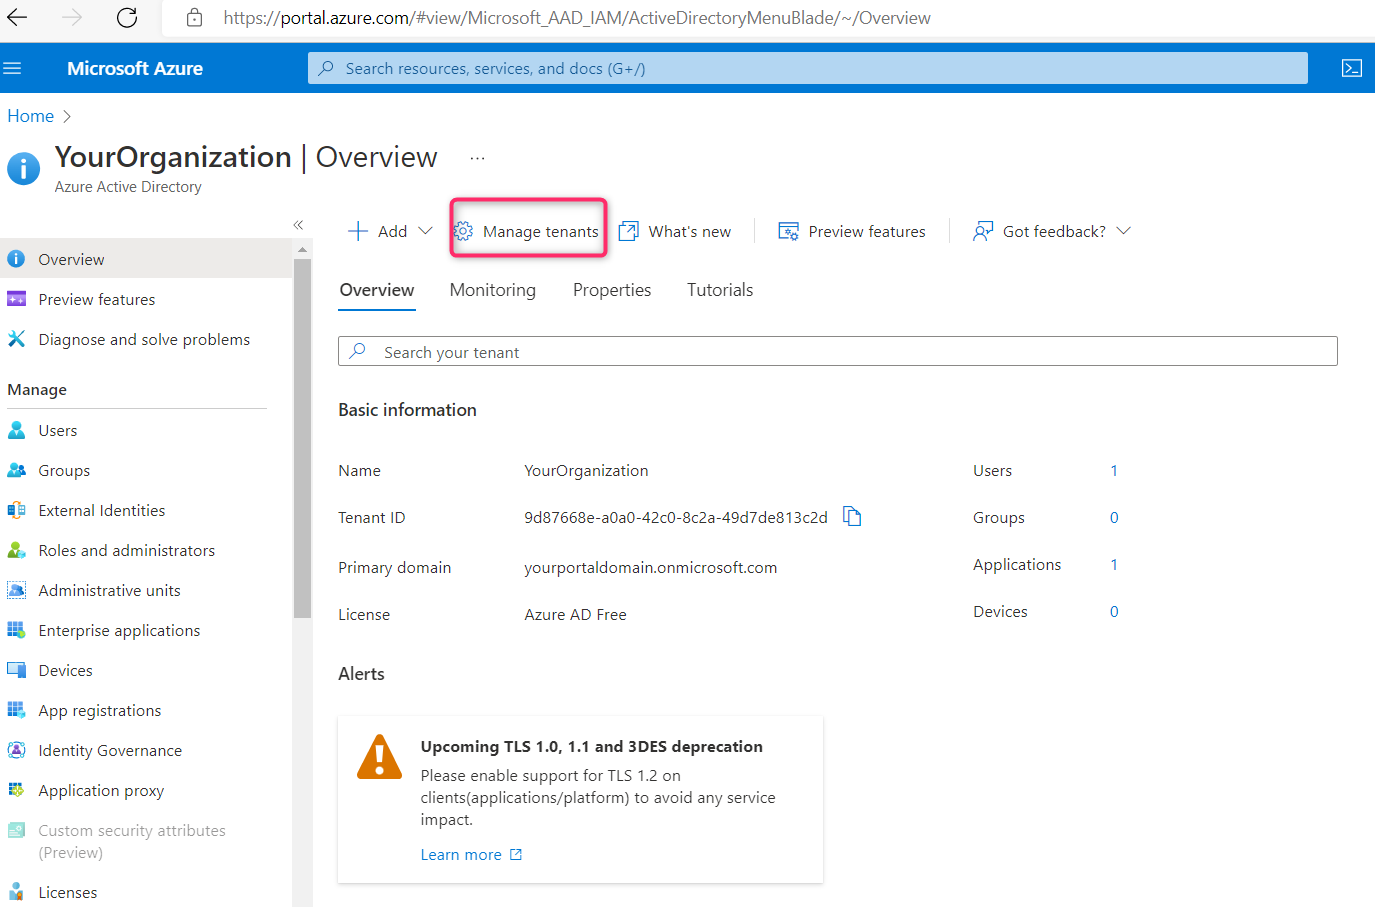 https://portal.azure.com/#view/Microsoft_AAD_IAM/ActiveDirectoryMenuBlade/~/Overview
Microsoft Azure
Search resources, services, and docs (G+/)
Home
YourOrganization | Overview ...
Azure Active Directory
Add
Manage tenants
What's new
Preview features
Got feedback?
Overview
Preview features
Diagnose and solve problems
Manage
Users
Groups
External Identities
Roles and administrators
Administrative units
Enterprise applications
Devices
App registrations
Identity Governance
Application proxy
Custom security attributes
(Preview)
Licenses
Overview
Monitoring
Properties
Tutorials
Search your tenant
Basic information
Name YourOrganization
Tenant ID 9d87668e-a0a0-42c0-8c2a-49d7de813c2d
Primary domain yourportaldomain.onmicrosoft.com
License Azure AD Free
Users 1
Groups 0
Applications 1
Devices 0
Alerts
Upcoming TLS 1.0, 1.1 and 3DES deprecation
Please enable support for TLS 1.2 on
clients(applications/platform) to avoid any service
impact.
Learn more